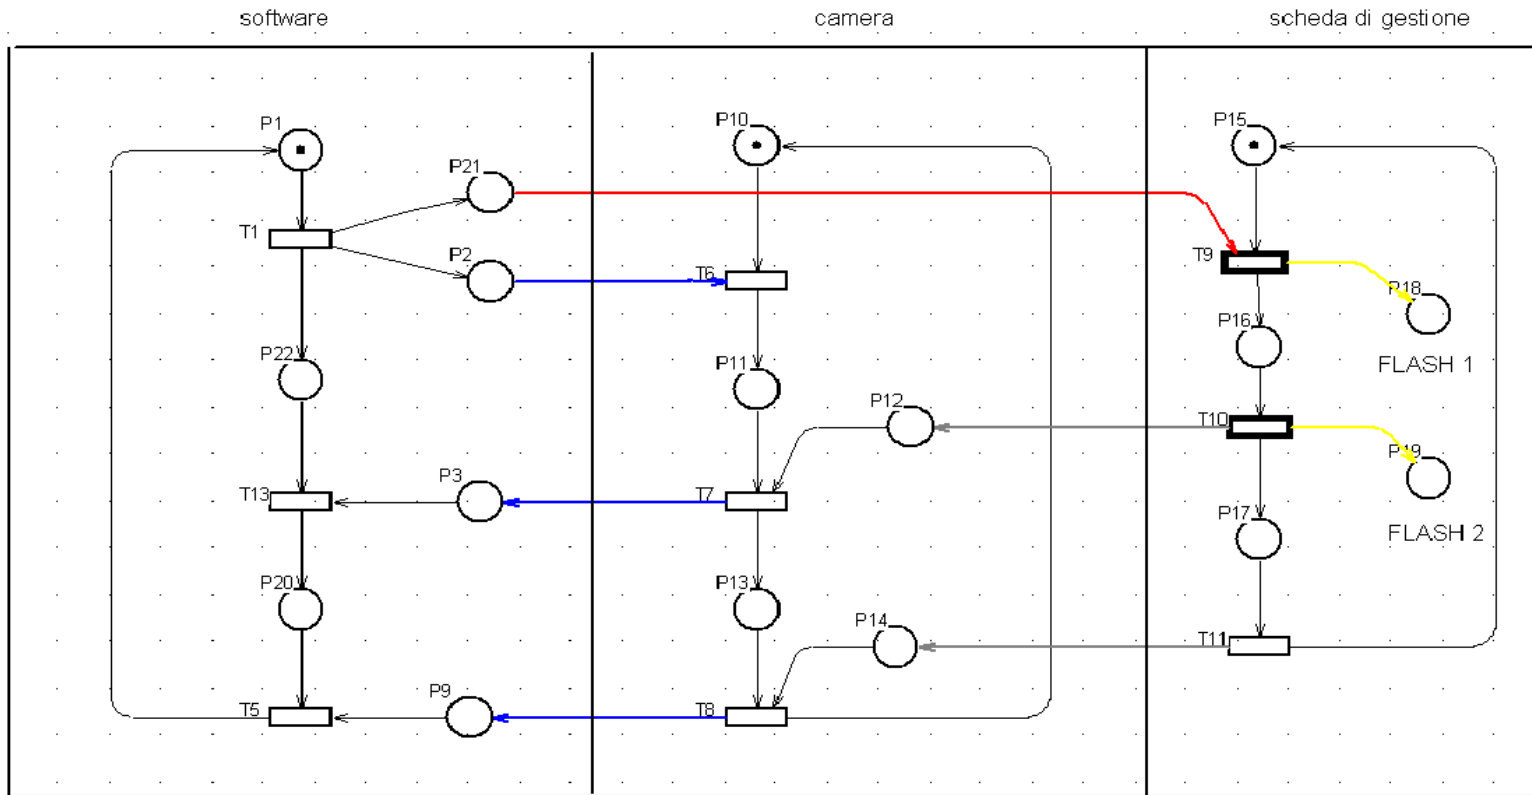 software
camera
scheda di gestione
P1
P10
P15
P21
T1
P2
T6
T9
P18
P16
FLASH 1
P22
P11
P12
T10
P19
P3
T13
T7
P17
FLASH 2
P20
P13
P14
T11
P9
T5
T8